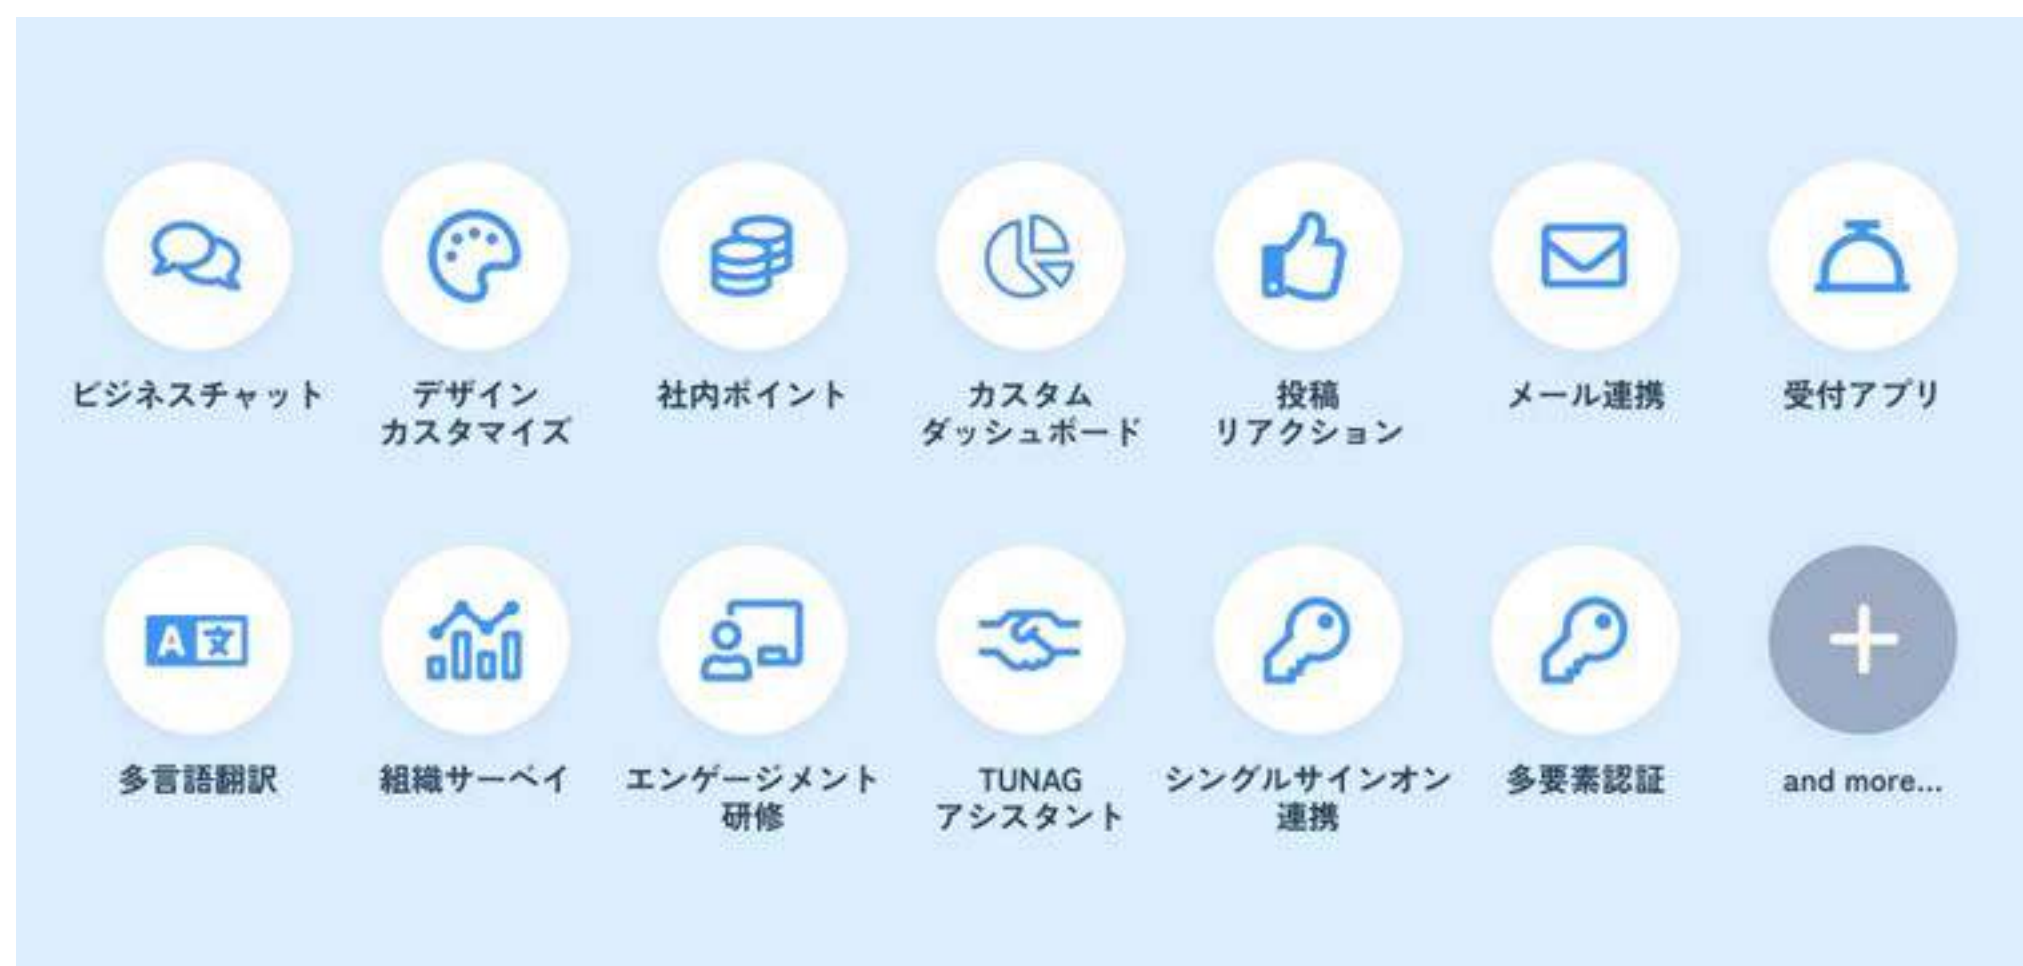 ビジネスチャット
デザイン
カスタマイズ
社内ポイント
カスタム
ダッシュボード
投稿
リアクション
メール連携
受付アプリ
A文
多言語翻訳
組織サーベイ
エンゲージメント
研修
TUNAG
アシスタント
シングルサインオン
連携
多要素認証
and more...